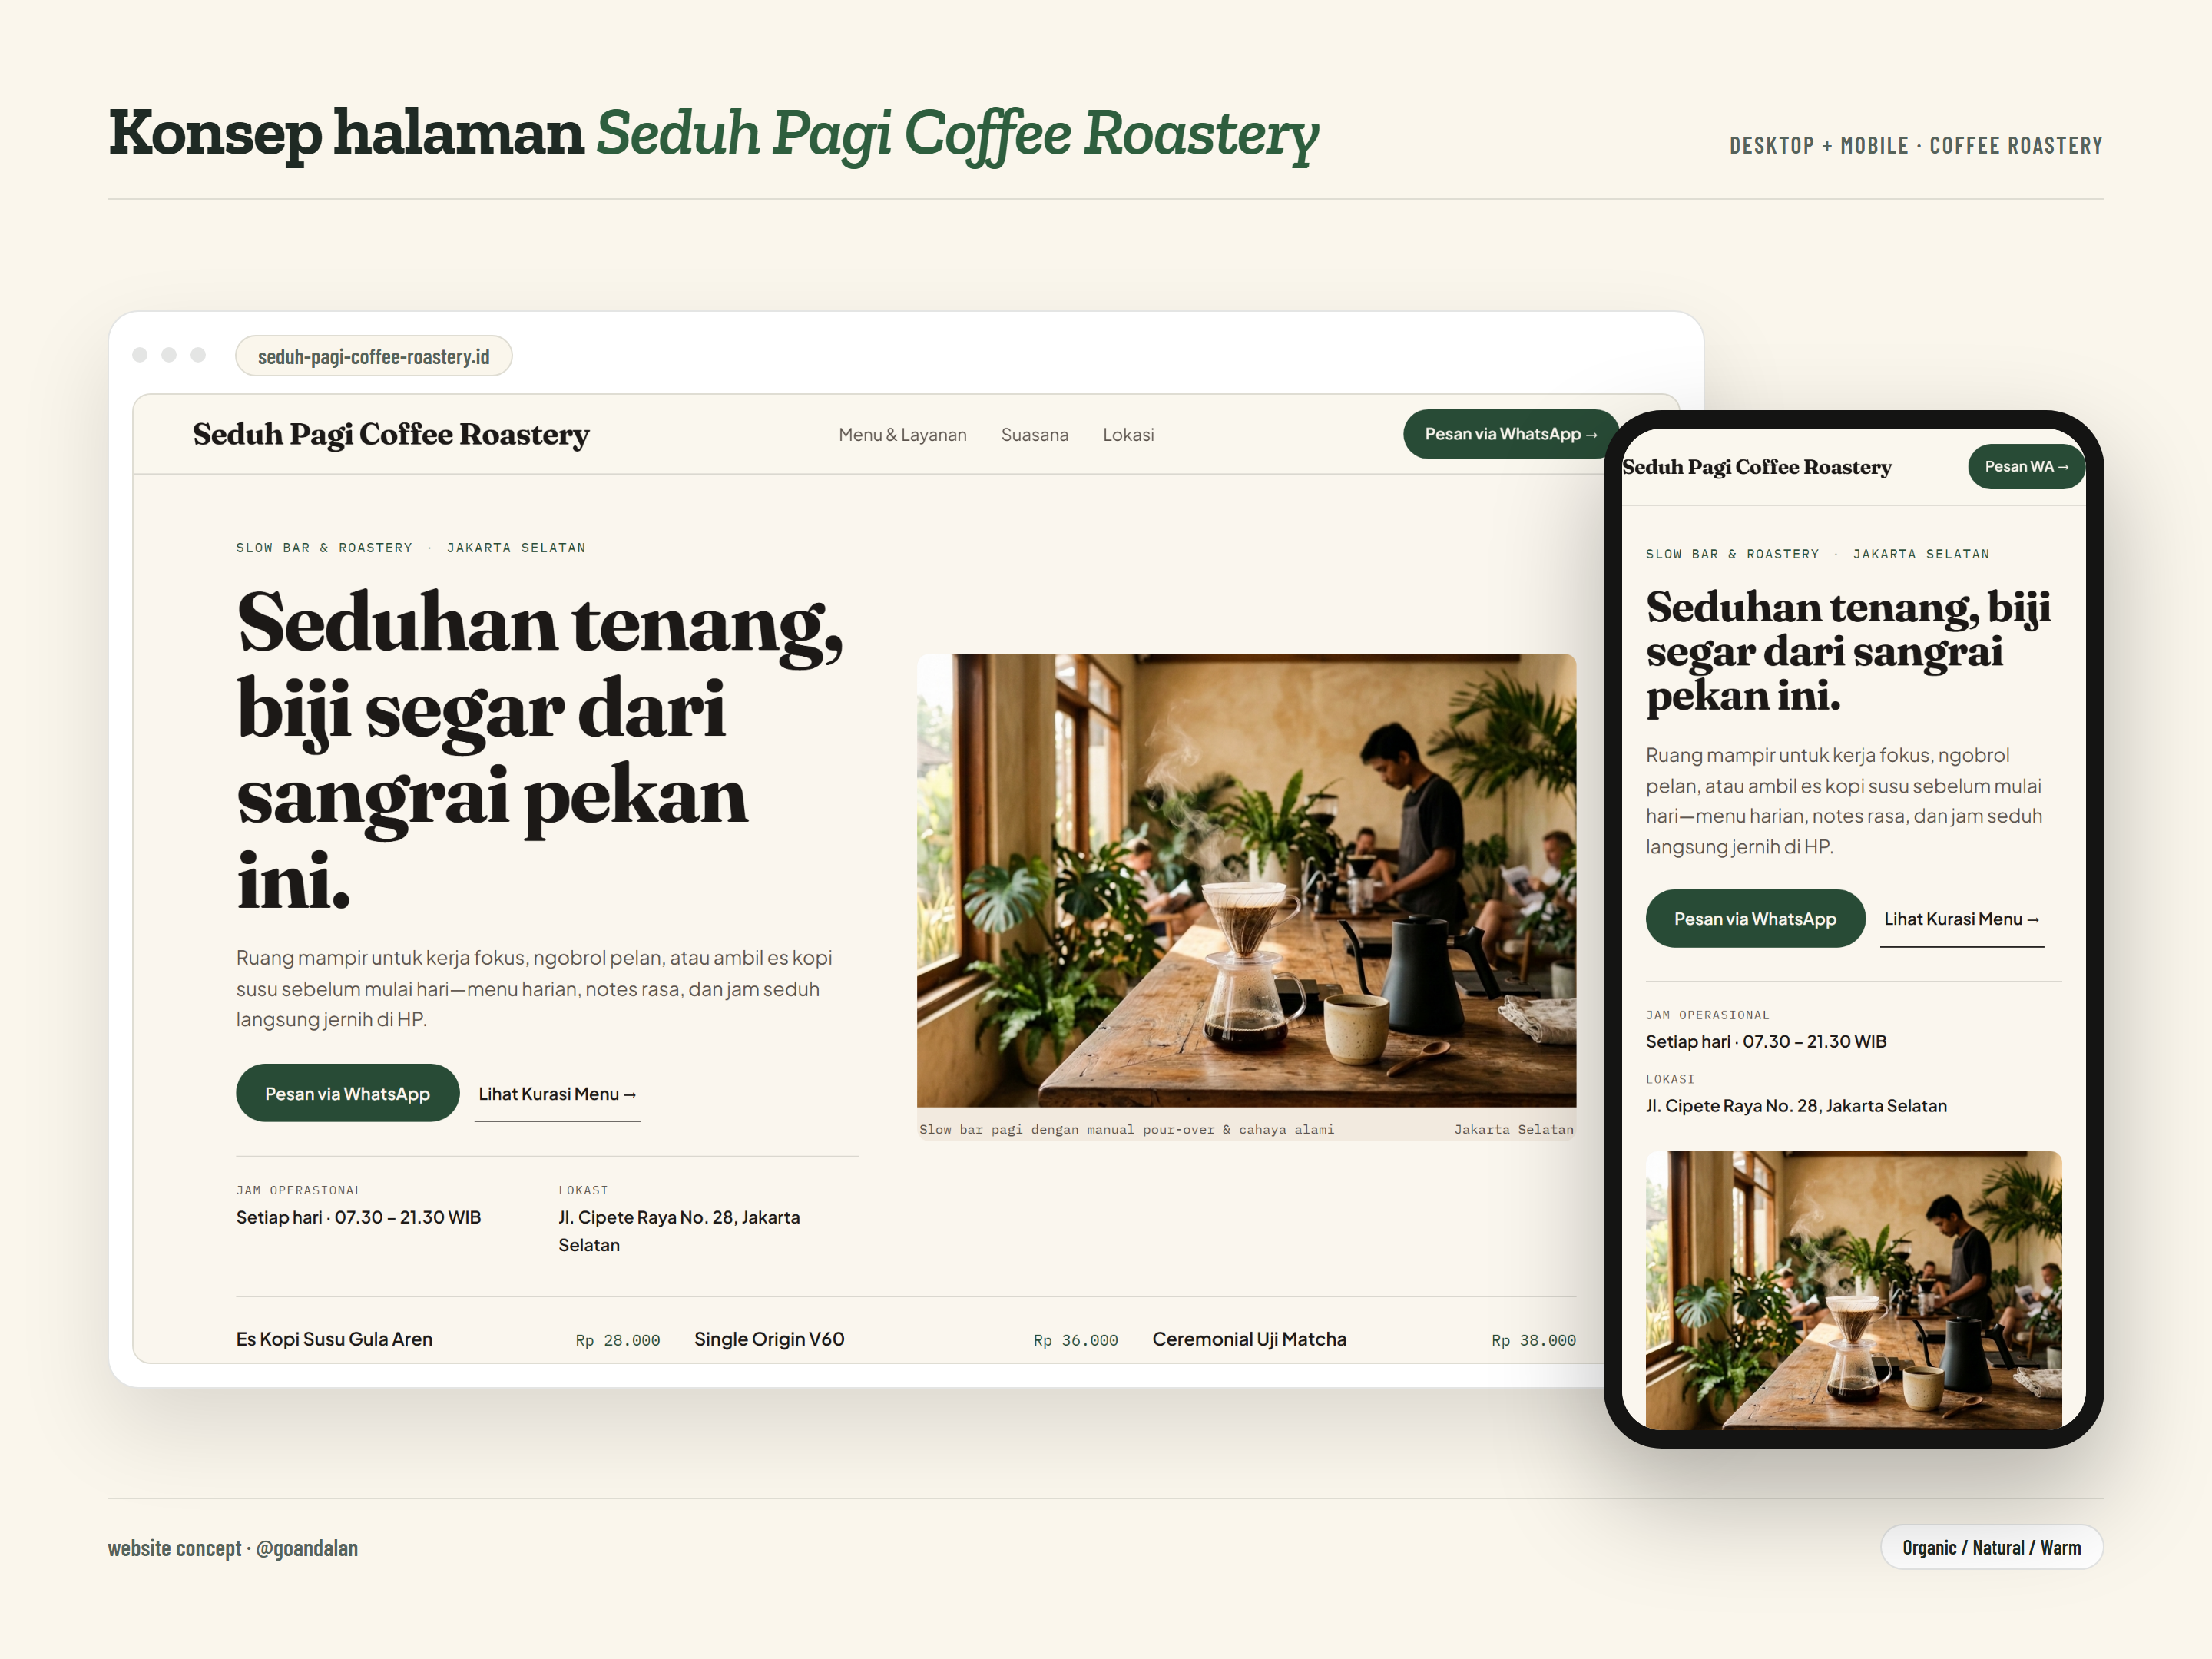 Konsep halaman Seduh Pagi Coffee Roastery
DESKTOP + MOBILE · COFFEE ROASTERY
seduh-pagi-coffee-roastery.id
Seduh Pagi Coffee Roastery
Menu & Layanan
Suasana
Lokasi
Pesan via WhatsApp →
SLOW BAR & ROASTERY · JAKARTA SELATAN
Seduhan tenang,
biji segar dari
sangrai pekan
ini.
Ruang mampir untuk kerja fokus, ngobrol pelan, atau ambil es kopi
susu sebelum mulai hari—menu harian, notes rasa, dan jam seduh
langsung jernih di HP.
Pesan via WhatsApp
Lihat Kurasi Menu →
JAM OPERASIONAL
Setiap hari · 07.30 – 21.30 WIB
LOKASI
Jl. Cipete Raya No. 28, Jakarta
Selatan
Slow bar pagi dengan manual pour-over & cahaya alami
Jakarta Selatan
Es Kopi Susu Gula Aren
Rp 28.000
Single Origin V60
Rp 36.000
Ceremonial Uji Matcha
Rp 38.000
Seduh Pagi Coffee Roastery
Pesan WA →
SLOW BAR & ROASTERY · JAKARTA SELATAN
Seduhan tenang, biji
segar dari sangrai
pekan ini.
Ruang mampir untuk kerja fokus, ngobrol
pelan, atau ambil es kopi susu sebelum mulai
hari—menu harian, notes rasa, dan jam seduh
langsung jernih di HP.
Pesan via WhatsApp
Lihat Kurasi Menu →
JAM OPERASIONAL
Setiap hari · 07.30 – 21.30 WIB
LOKASI
Jl. Cipete Raya No. 28, Jakarta Selatan
website concept · @goandalan
Organic / Natural / Warm